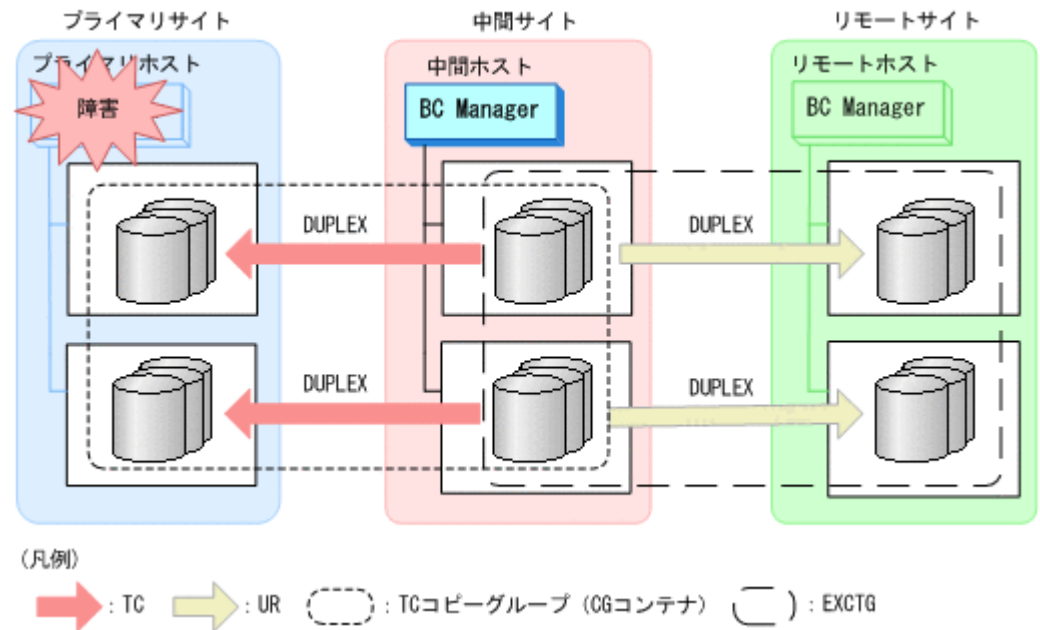 プライマリサイト
中間サイト
リモートサイト
プライマリホスト
中間ホスト
リモートホスト
障害
BC Manager
BC Manager
DUPLEX
DUPLEX
DUPLEX
DUPLEX
(凡例)
: TC
: UR
: TCコピーグループ (CGコンテナ)
: EXCTG